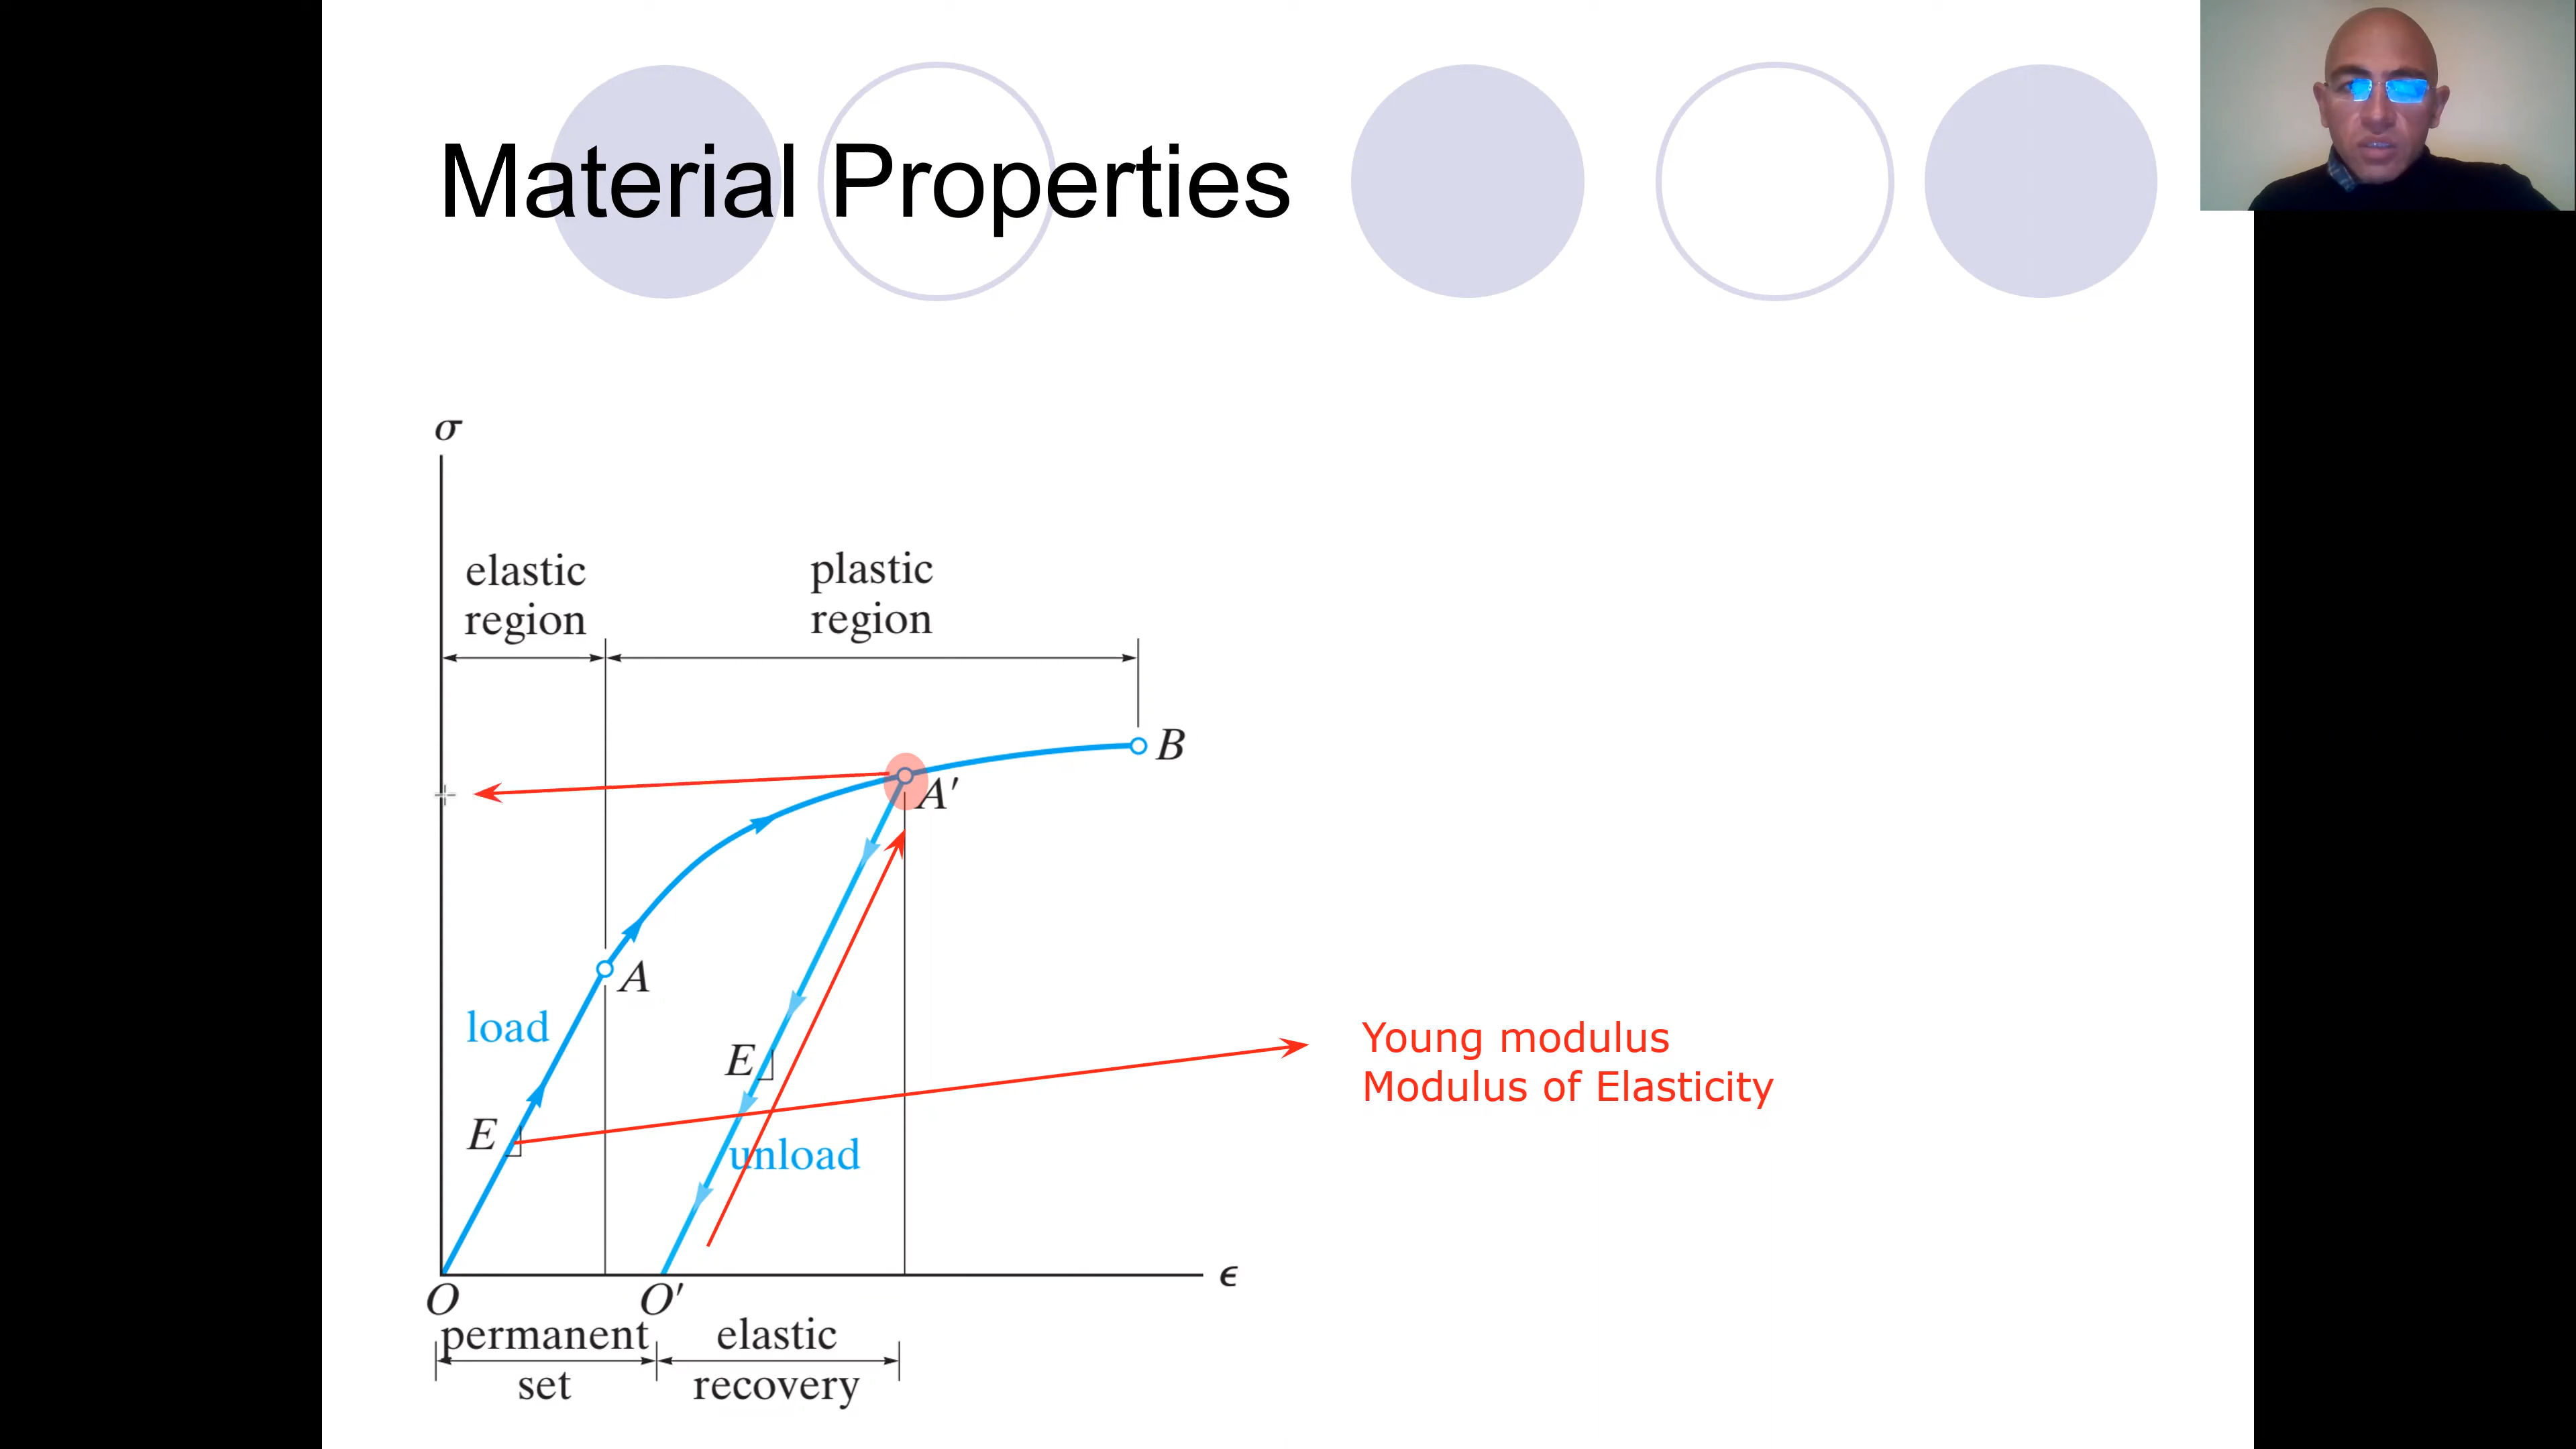 Material Properties
σ
elastic
region
plastic
region
B
A′
A
load
E
E
unload
Young modulus
Modulus of Elasticity
O
O′
ϵ
permanent
set
elastic
recovery